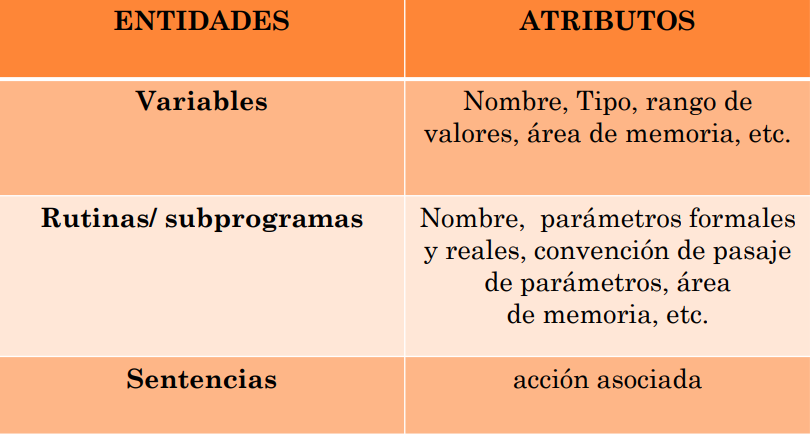 ENTIDADES
ATRIBUTOS
Variables
Nombre, Tipo, rango de
valores, área de memoria, etc.
Rutinas/ subprogramas
Nombre,  parámetros formales
y reales, convención de pasaje
de parámetros, área
de memoria, etc.
Sentencias
acción asociada